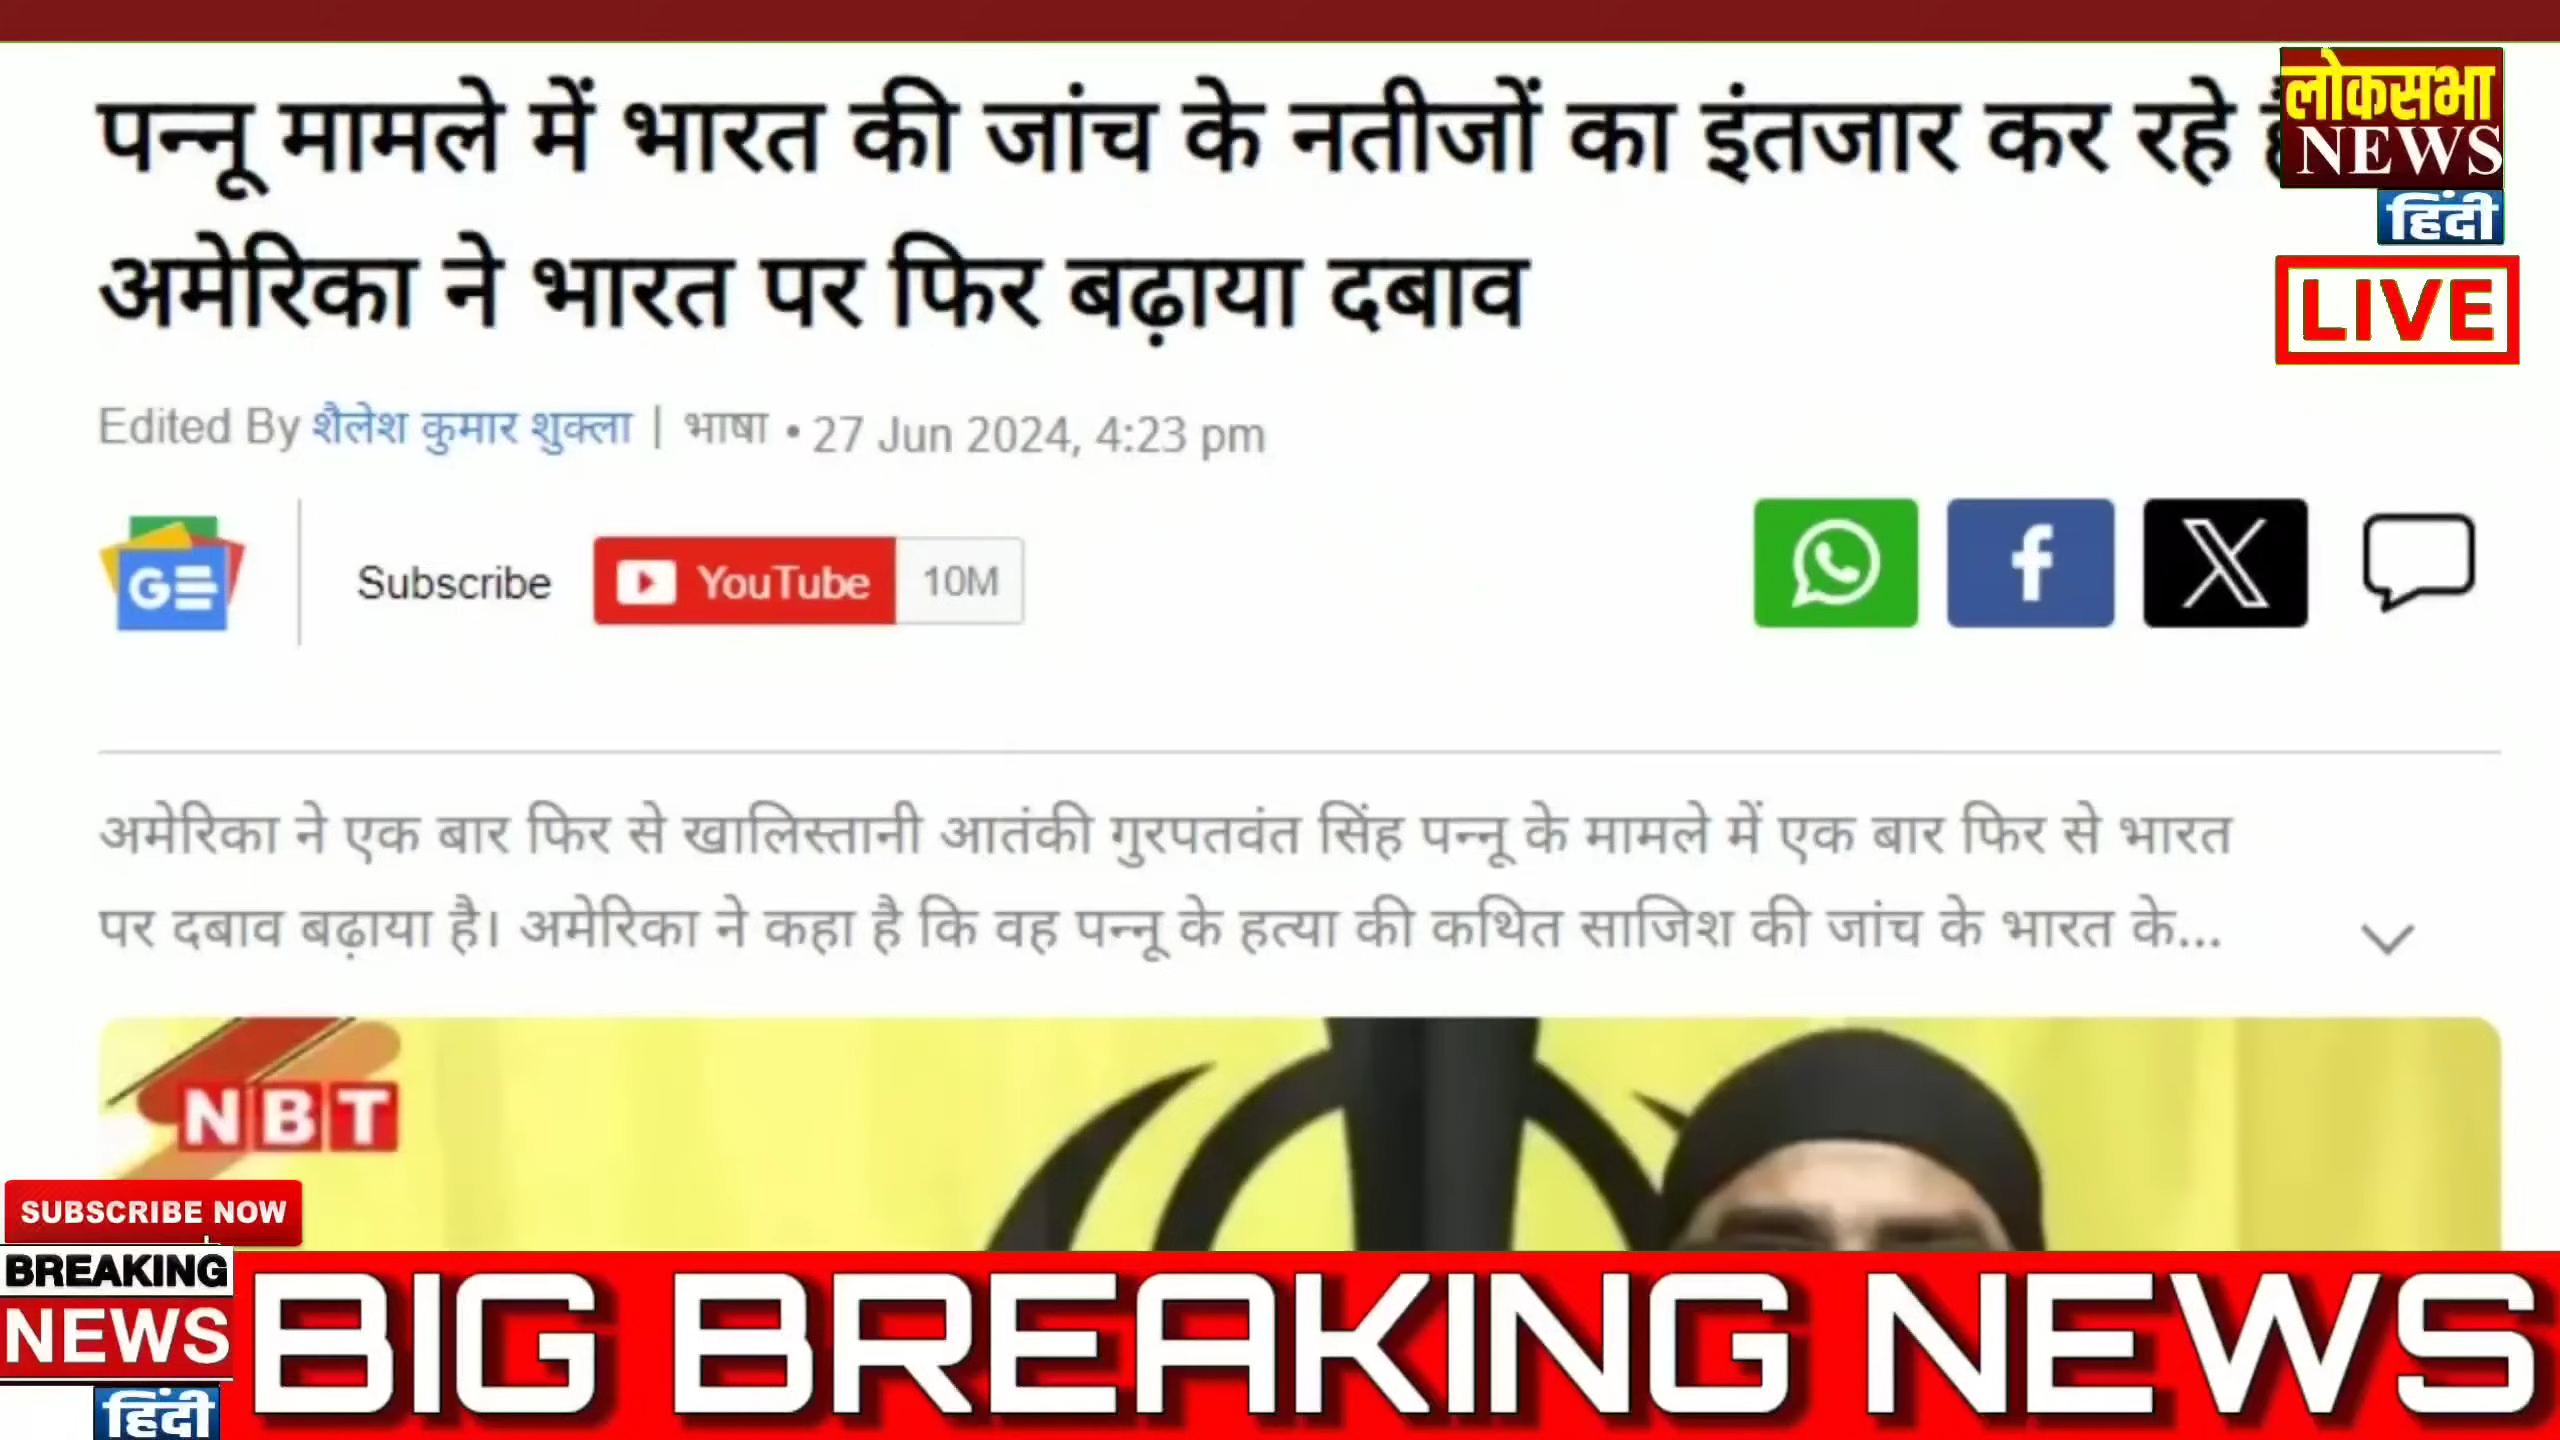 पन्नू मामले में भारत की जांच के नतीजों का इंतजार कर रहे
लोकसभा
NEWS
हिंदी
LIVE
अमेरिका ने भारत पर फिर बढ़ाया दबाव
Edited By शैलेश कुमार शुक्ला | भाषा • 27 Jun 2024, 4:23 pm
GE
Subscribe
YouTube 10M
अमेरिका ने एक बार फिर से खालिस्तानी आतंकी गुरपतवंत सिंह पन्नू के मामले में एक बार फिर से भारत
पर दबाव बढ़ाया है। अमेरिका ने कहा है कि वह पन्नू के हत्या की कथित साजिश की जांच के भारत के...
NBT
SUBSCRIBE NOW
BREAKING
NEWS
हिंदी
BIG BREAKING NEWS